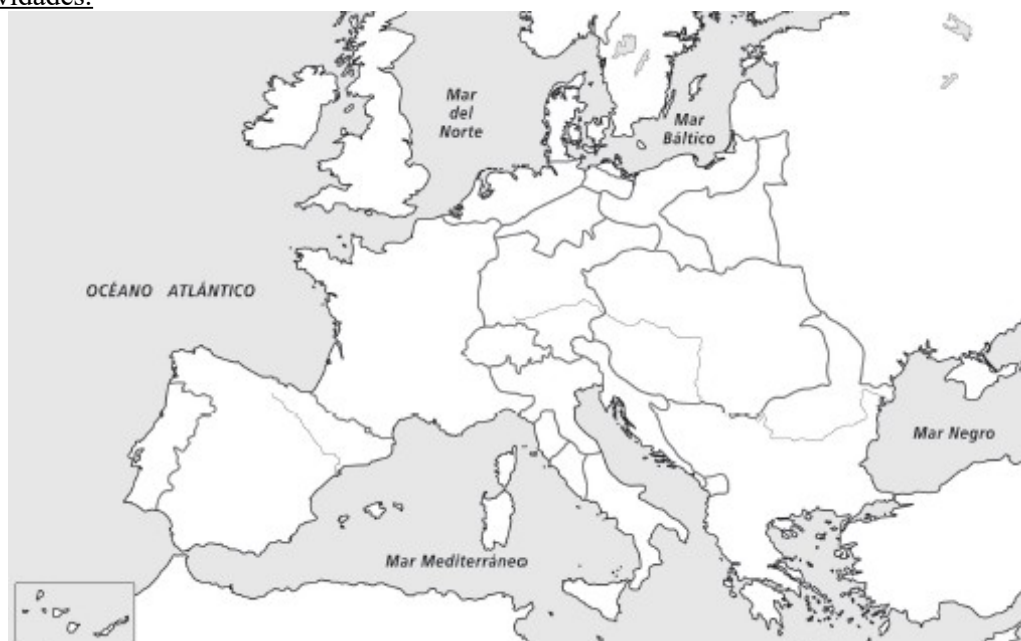 vidades:
Mar
del
Norte
Mar
Báltico
OCÉANO ATLÁNTICO
Mar Negro
Mar Mediterráneo